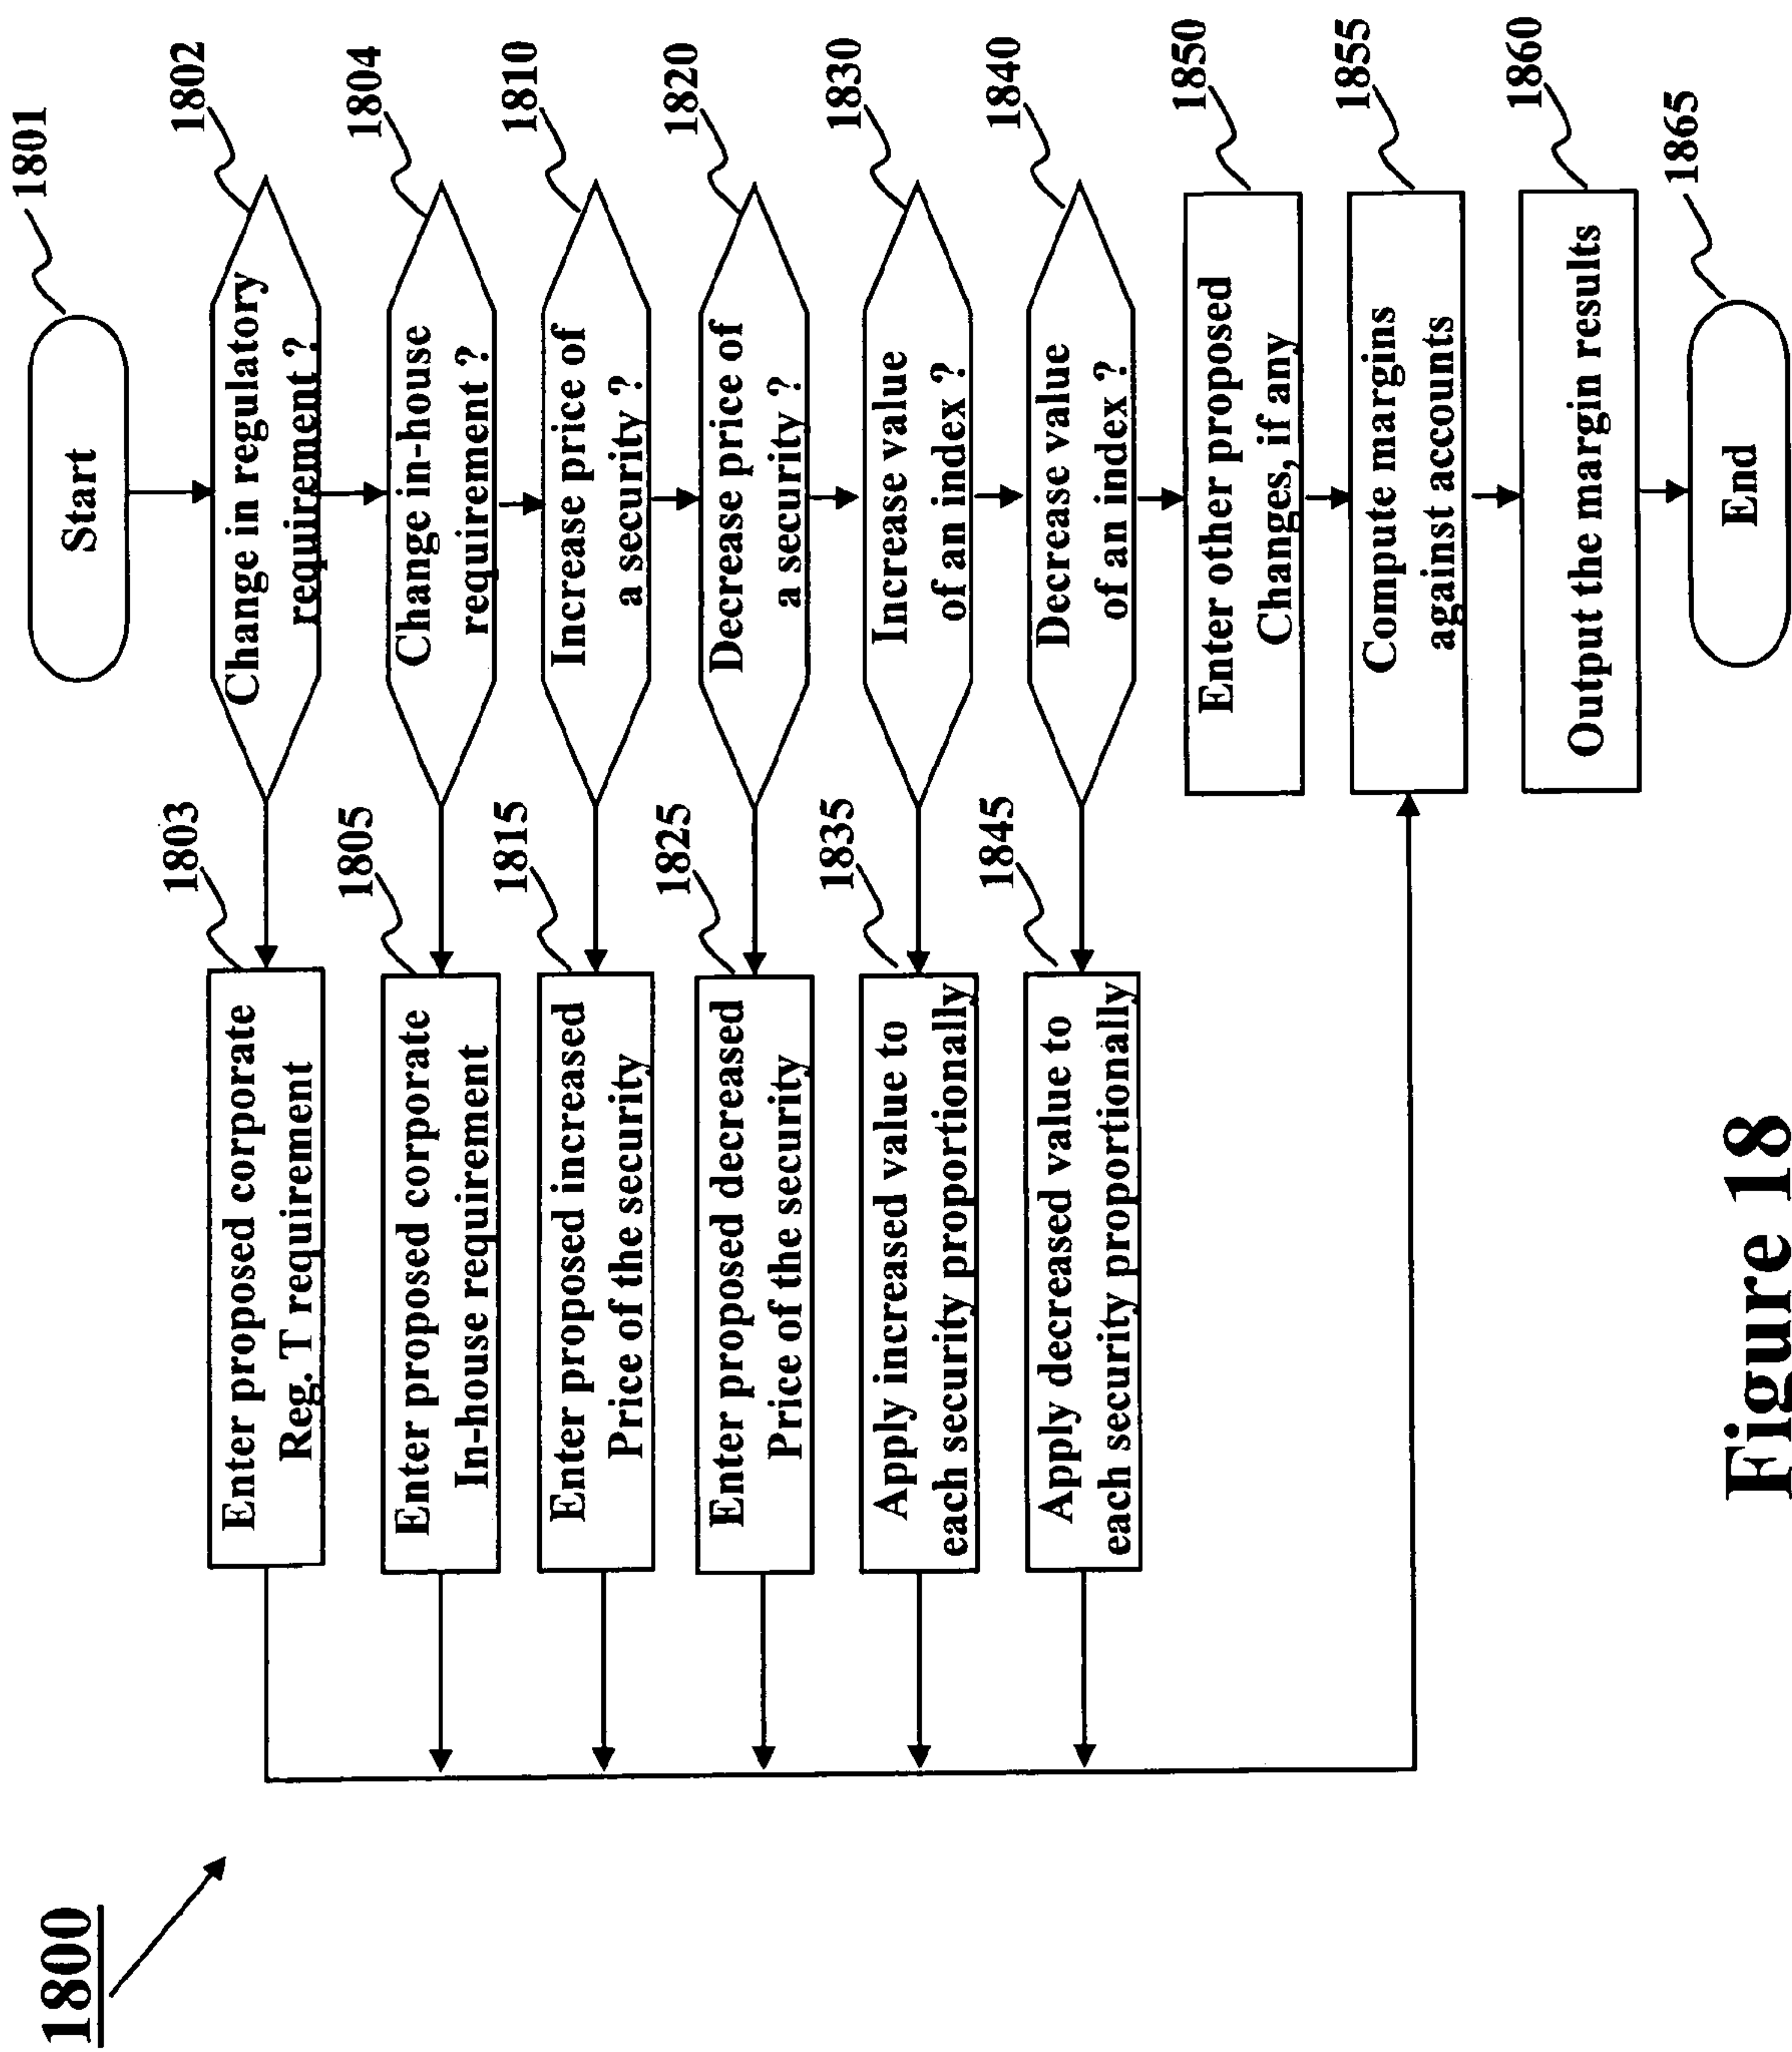 1800
Start
1801
Change in regulatory
requirement ?
1802
Enter proposed corporate
Reg. T requirement
1803
Change in-house
requirement ?
1804
Enter proposed corporate
In-house requirement
1805
Increase price of
a security ?
1810
Enter proposed increased
Price of the security
1815
Decrease price of
a security ?
1820
Enter proposed decreased
Price of the security
1825
Increase value
of an index ?
1830
Apply increased value to
each security proportionally
1835
Decrease value
of an index ?
1840
Apply decreased value to
each security proportionally
1845
Enter other proposed
Changes, if any
1850
Compute margins
against accounts
1855
Output the margin results
1860
End
1865
Figure 18